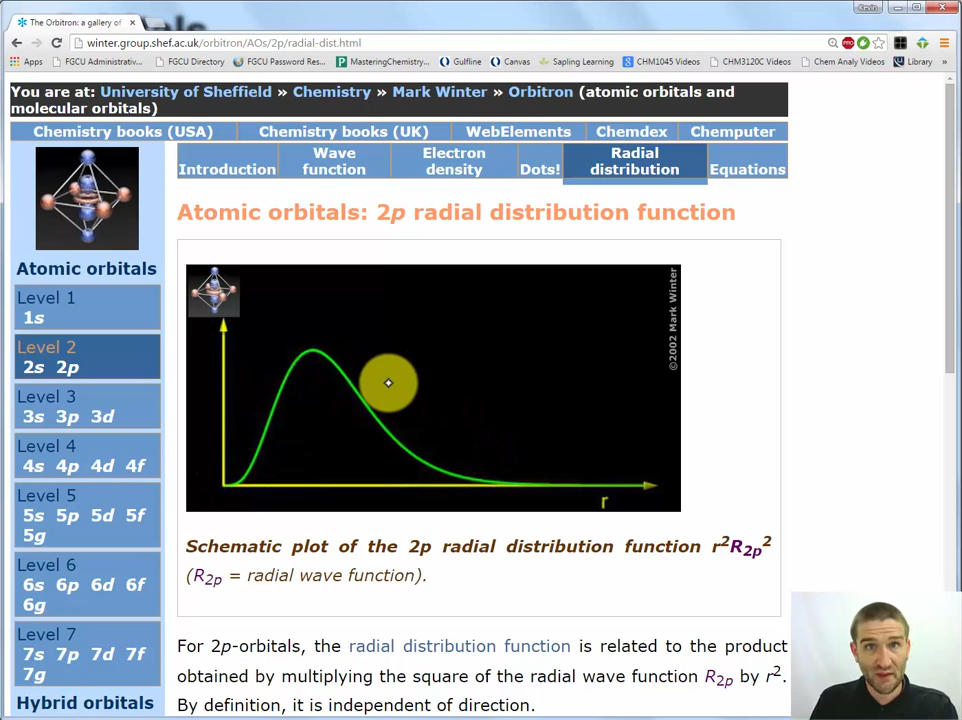 Kevin
The Orbitron: a gallery of
winter.group.shef.ac.uk/orbitron/AOs/2p/radial-dist.html
Apps FGCU Administrativ... FGCU Directory FGCU Password Res... MasteringChemistry... Gulfline Canvas Sapling Learning CHM1045 Videos CHM3120C Videos Chem Analy Videos Library »
You are at: University of Sheffield » Chemistry » Mark Winter » Orbitron (atomic orbitals and
molecular orbitals)
Chemistry books (USA) Chemistry books (UK) WebElements Chemdex Chemputer
Introduction Wave function Electron density Dots! Radial distribution Equations
Atomic orbitals
Level 1
1s
Level 2
2s 2p
Level 3
3s 3p 3d
Level 4
4s 4p 4d 4f
Level 5
5s 5p 5d 5f
5g
Level 6
6s 6p 6d 6f
6g
Level 7
7s 7p 7d 7f
7g
Hybrid orbitals
Atomic orbitals: 2p radial distribution function
©2002 Mark Winter
r
Schematic plot of the 2p radial distribution function r²R₂ₚ²
(R₂ₚ = radial wave function).
For 2p-orbitals, the radial distribution function is related to the product
obtained by multiplying the square of the radial wave function R₂ₚ by r².
By definition, it is independent of direction.